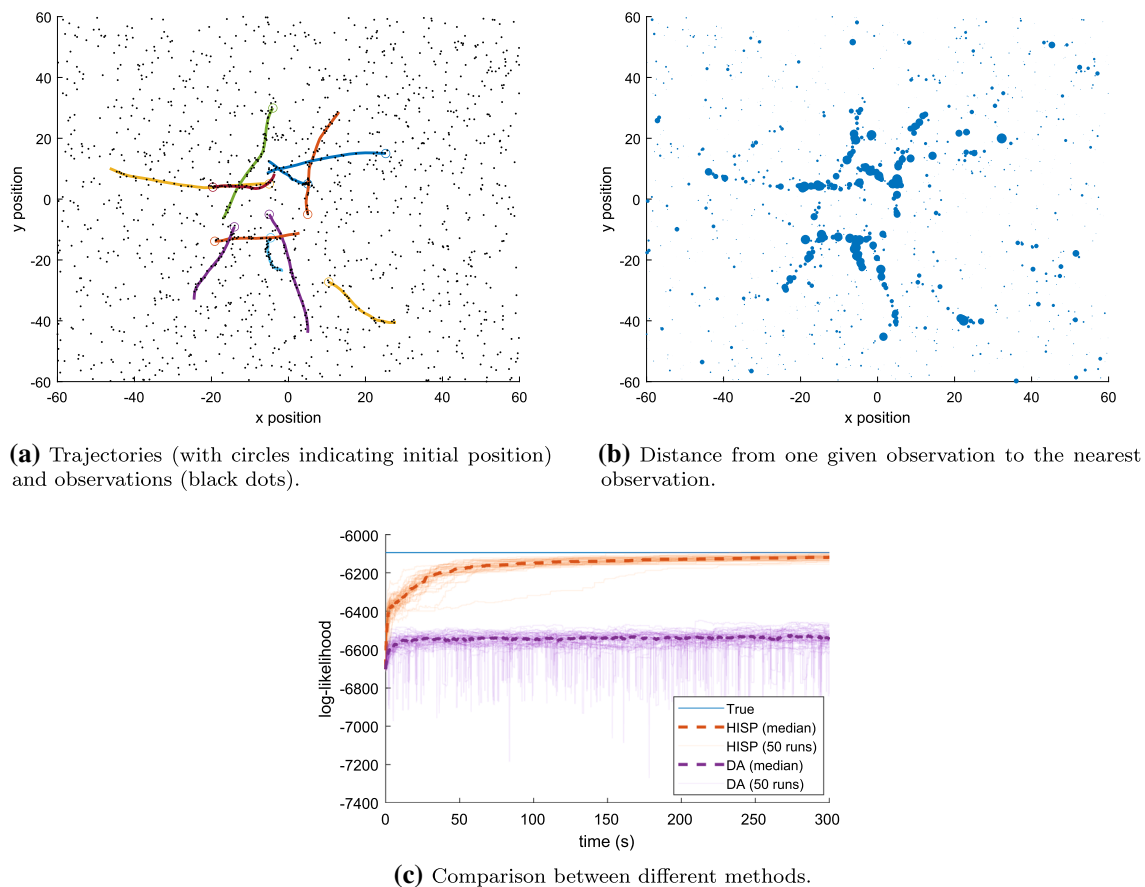 60
40
20
0
-20
-40
-60
-60 -40 -20 0 20 40 60
y position
x position
60
40
20
0
-20
-40
-60
-60 -40 -20 0 20 40 60
y position
x position
(a) Trajectories (with circles indicating initial position)
and observations (black dots).
(b) Distance from one given observation to the nearest
observation.
-6000
-6200
-6400
-6600
-6800
-7000
-7200
-7400
0 50 100 150 200 250 300
log-likelihood
time (s)
True
HISP (median)
HISP (50 runs)
DA (median)
DA (50 runs)
(c) Comparison between different methods.